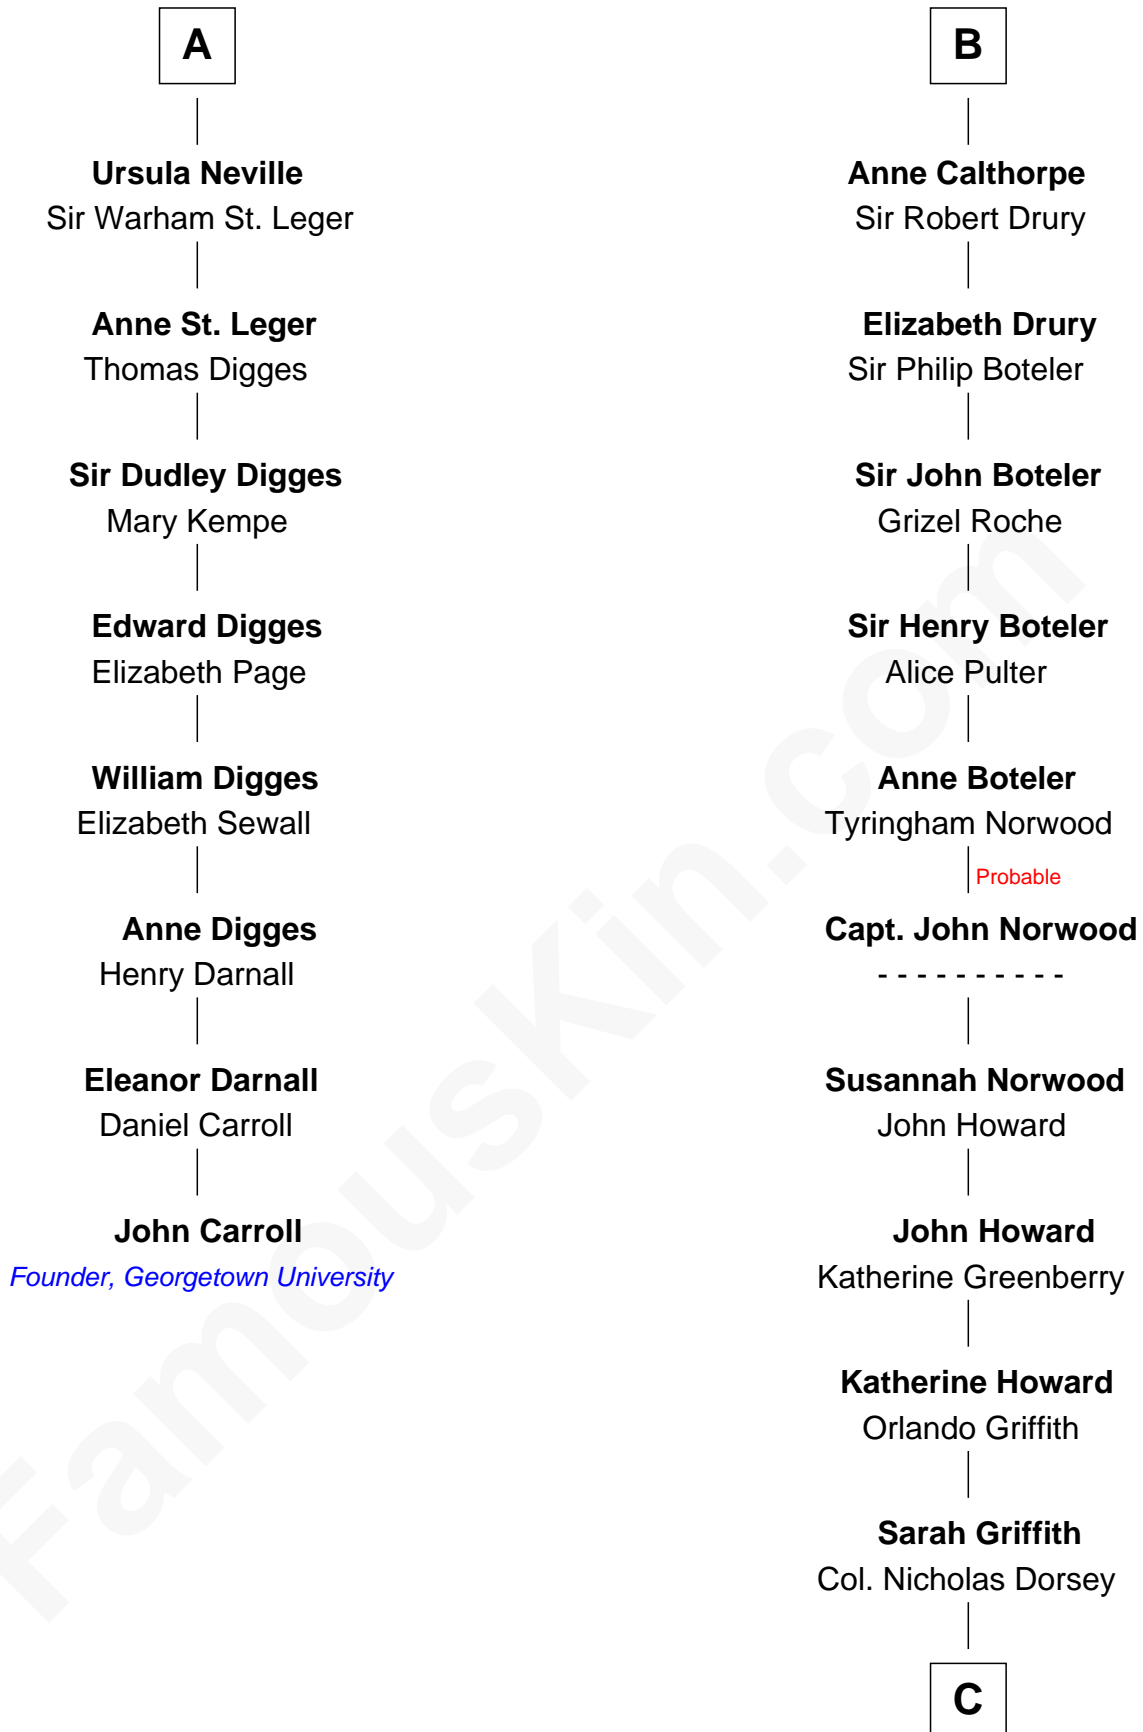 A
Ursula Neville
Sir Warham St. Leger
Anne St. Leger
Thomas Digges
Sir Dudley Digges
Mary Kempe
Edward Digges
Elizabeth Page
William Digges
Elizabeth Sewall
Anne Digges
Henry Darnall
Eleanor Darnall
Daniel Carroll
John Carroll
Founder, Georgetown University
B
Anne Calthorpe
Sir Robert Drury
Elizabeth Drury
Sir Philip Boteler
Sir John Boteler
Grizel Roche
Sir Henry Boteler
Alice Pulter
Anne Boteler
Tyringham Norwood
Probable
Capt. John Norwood
- - - - - - - - - -
Susannah Norwood
John Howard
John Howard
Katherine Greenberry
Katherine Howard
Orlando Griffith
Sarah Griffith
Col. Nicholas Dorsey
C
FamousKin.com